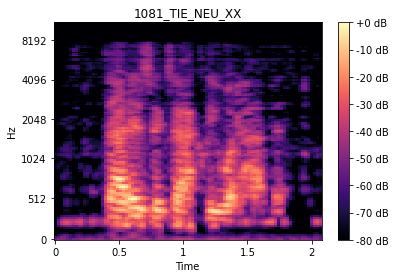 1081_TIE_NEU_XX
+0 dB
8192
-10 dB
4096
-20 dB
-30 dB
2048
Hz
-40 dB
1024
-50 dB
512
-60 dB
-70 dB
0
-80 dB
0 0.5 1 1.5 2
Time